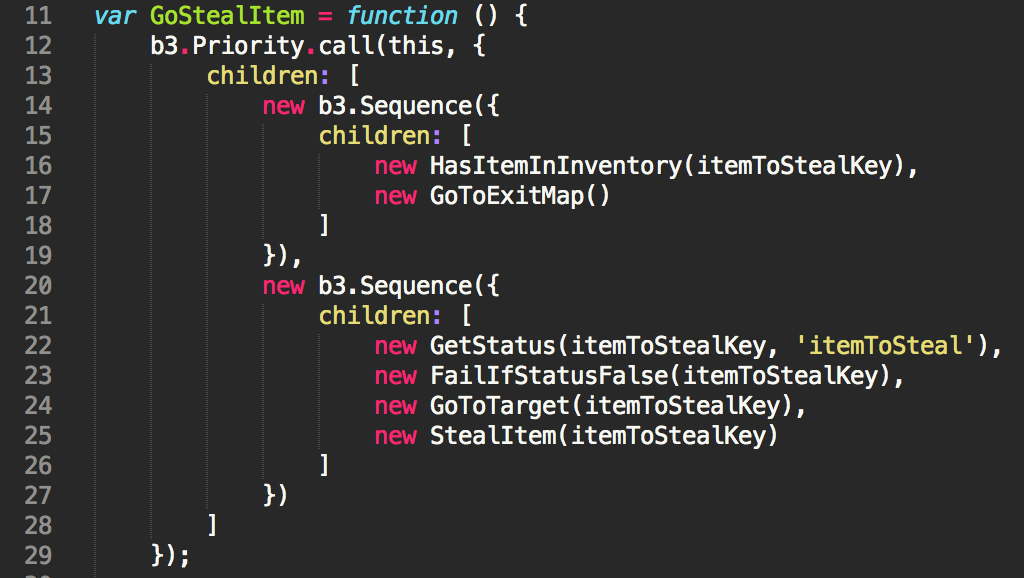 11 var GoStealItem = function () {
12 b3.Priority.call(this, {
13 children: [
14 new b3.Sequence({
15 children: [
16 new HasItemInInventory(itemToStealKey),
17 new GoToExitMap()
18 ]
19 }),
20 new b3.Sequence({
21 children: [
22 new GetStatus(itemToStealKey, 'itemToSteal'),
23 new FailIfStatusFalse(itemToStealKey),
24 new GoToTarget(itemToStealKey),
25 new StealItem(itemToStealKey)
26 ]
27 })
28 ]
29 });